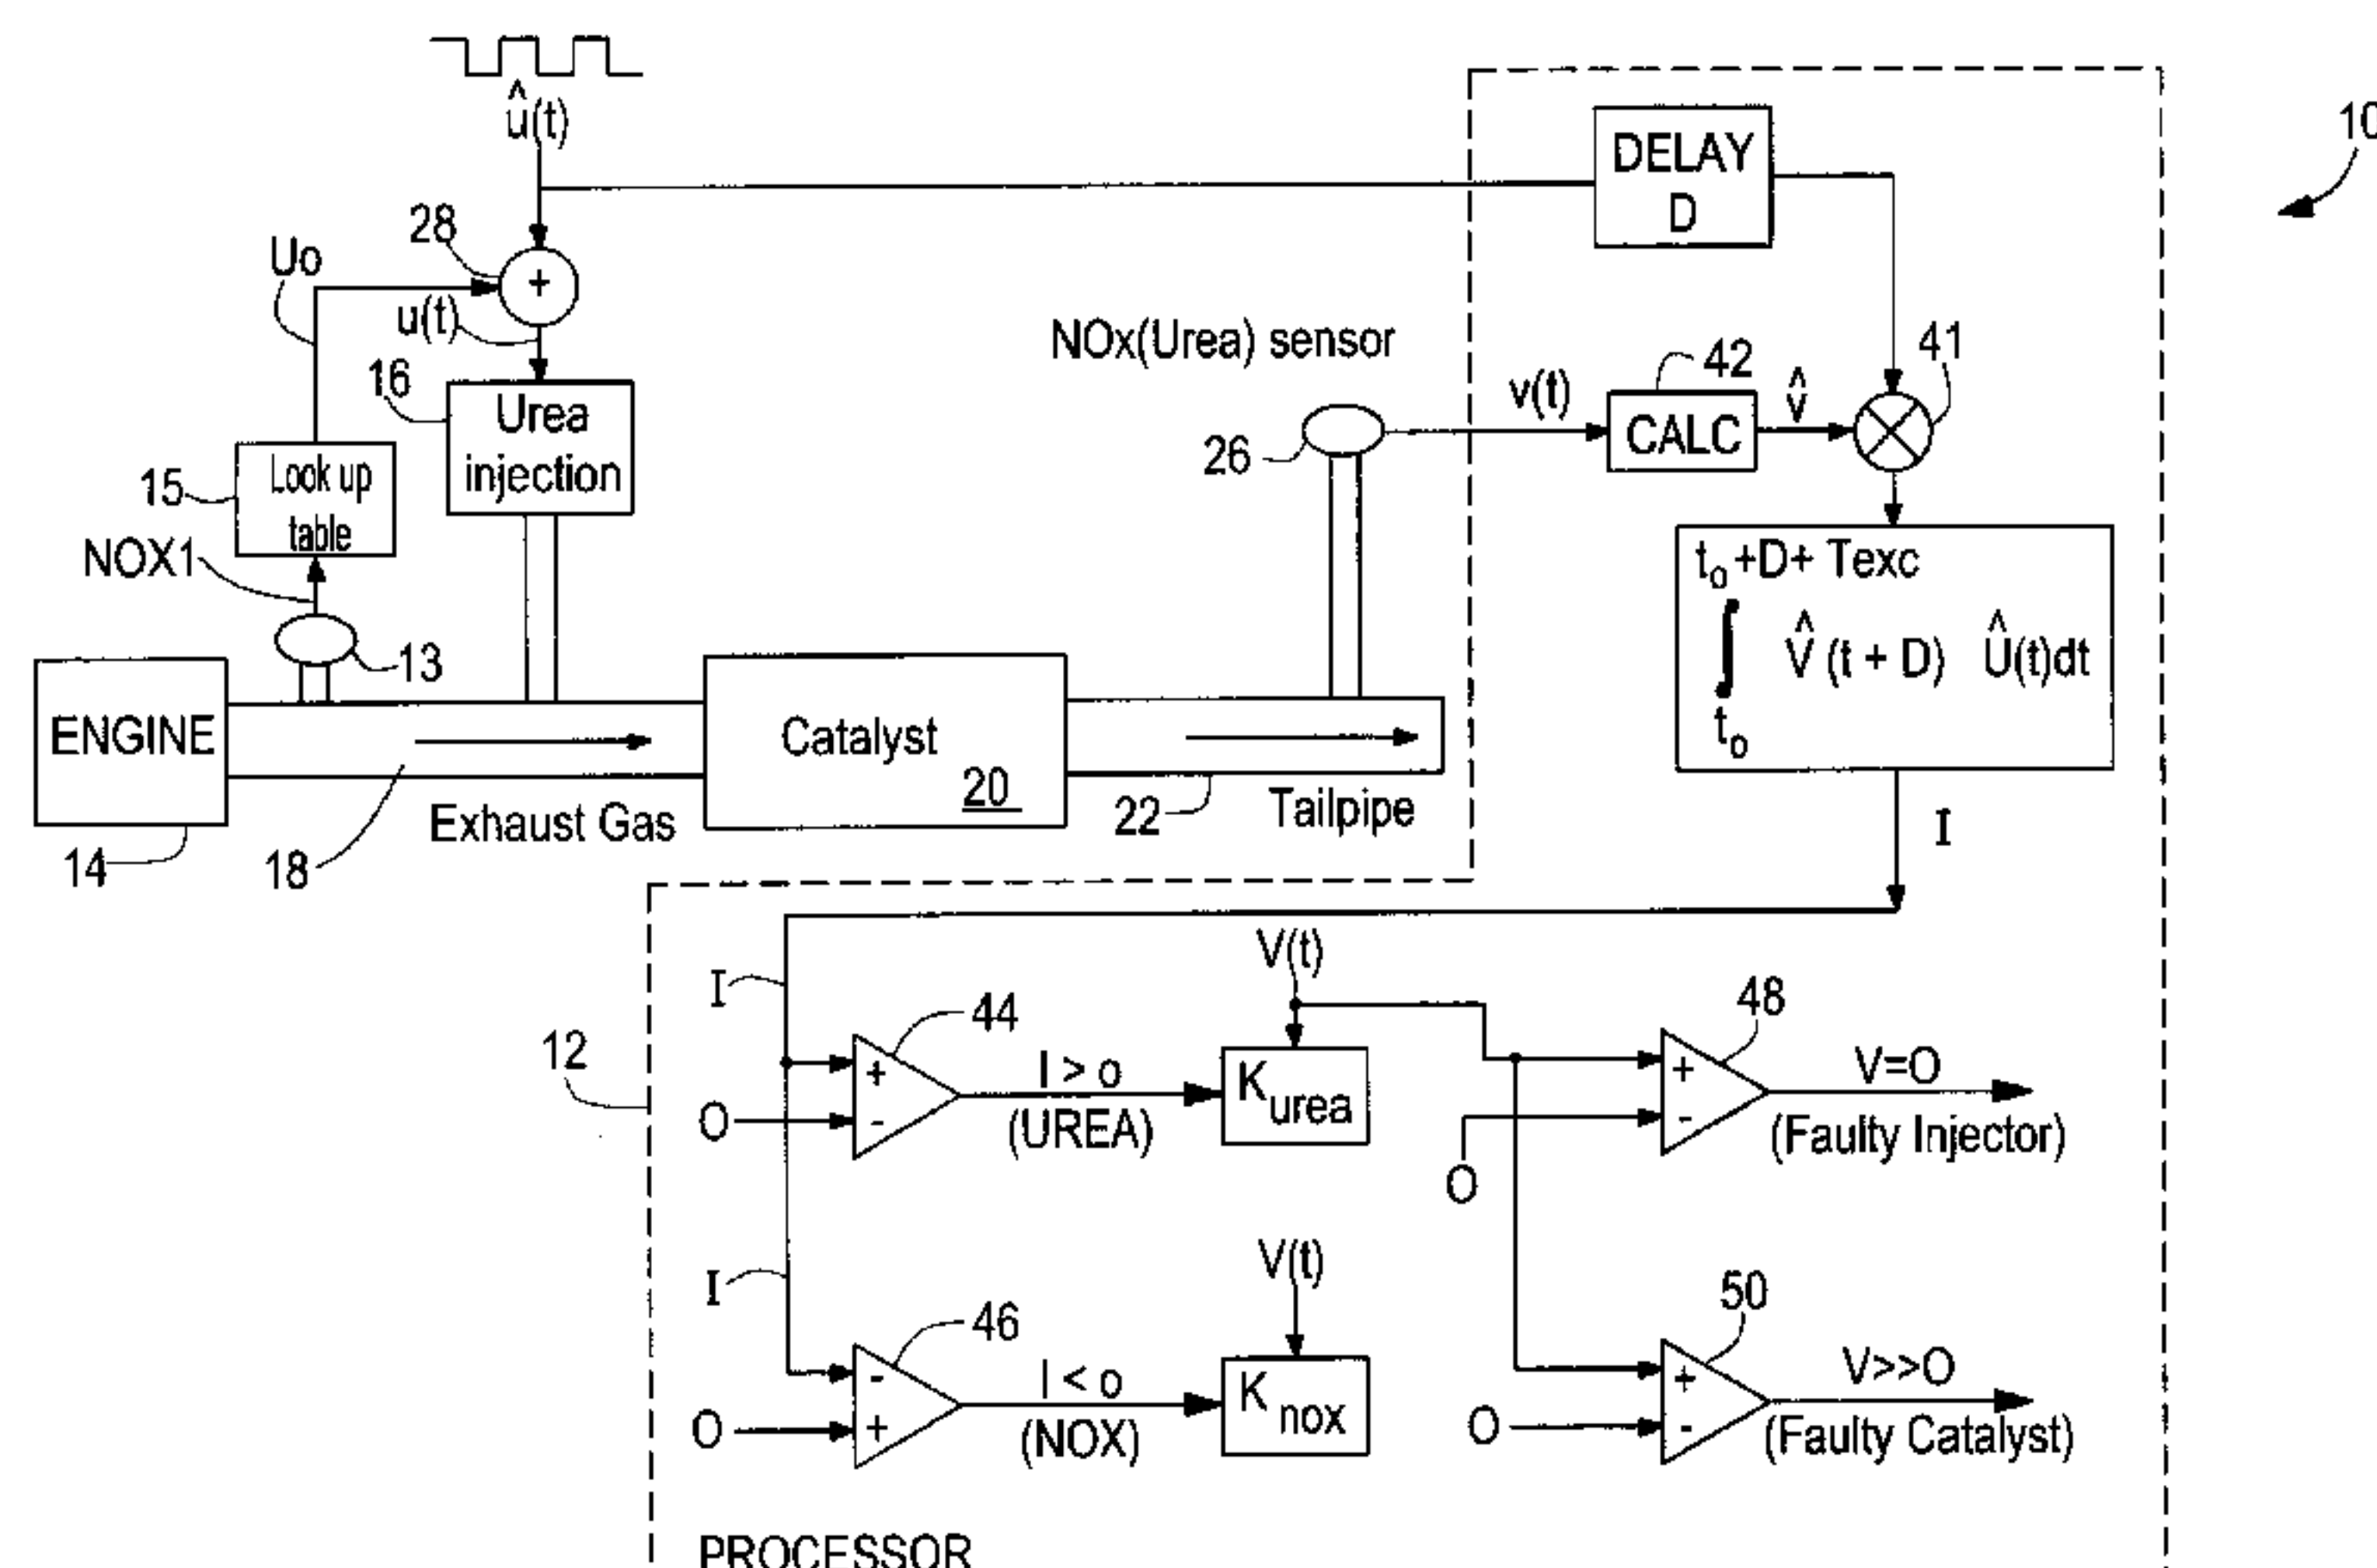 û(t)
DELAY
D
10
28
Uo
u(t)
16
Urea
injection
NOx(Urea) sensor
v(t)
42
CALC
v̂
41
26
15
Look up
table
NOX1
13
t₀ +D+ Texc
∫ V̂ (t + D) Û(t)dt
t₀
ENGINE
Catalyst
20
14
18
Exhaust Gas
22
Tailpipe
I
I
V(t)
44
48
12
I > o
(UREA)
K urea
V=O
(Faulty Injector)
+
-
O
+
-
O
I
V(t)
46
50
I < o
(NOX)
K nox
V>>O
(Faulty Catalyst)
-
+
O
+
-
O
+
PROCESSOR